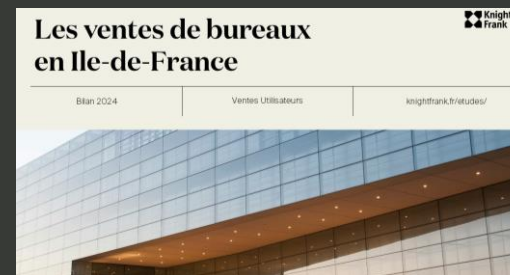 Les ventes de bureaux
en Ile-de-France
Knight
Frank
Bilan 2024
Ventes Utilisateurs
knightfrank.fr/etudes/